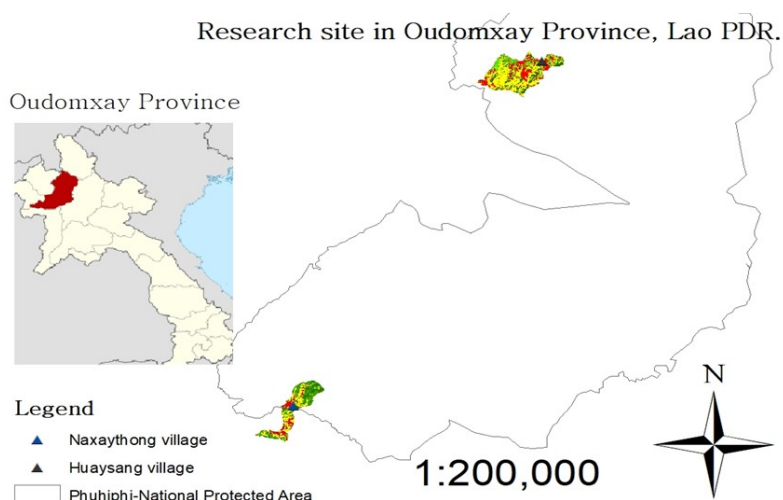 Research site in Oudomxay Province, Lao PDR.
Oudomxay Province
N
Legend
Naxaythong village
Huaysang village
Phuhiphi-National Protected Area
1:200,000